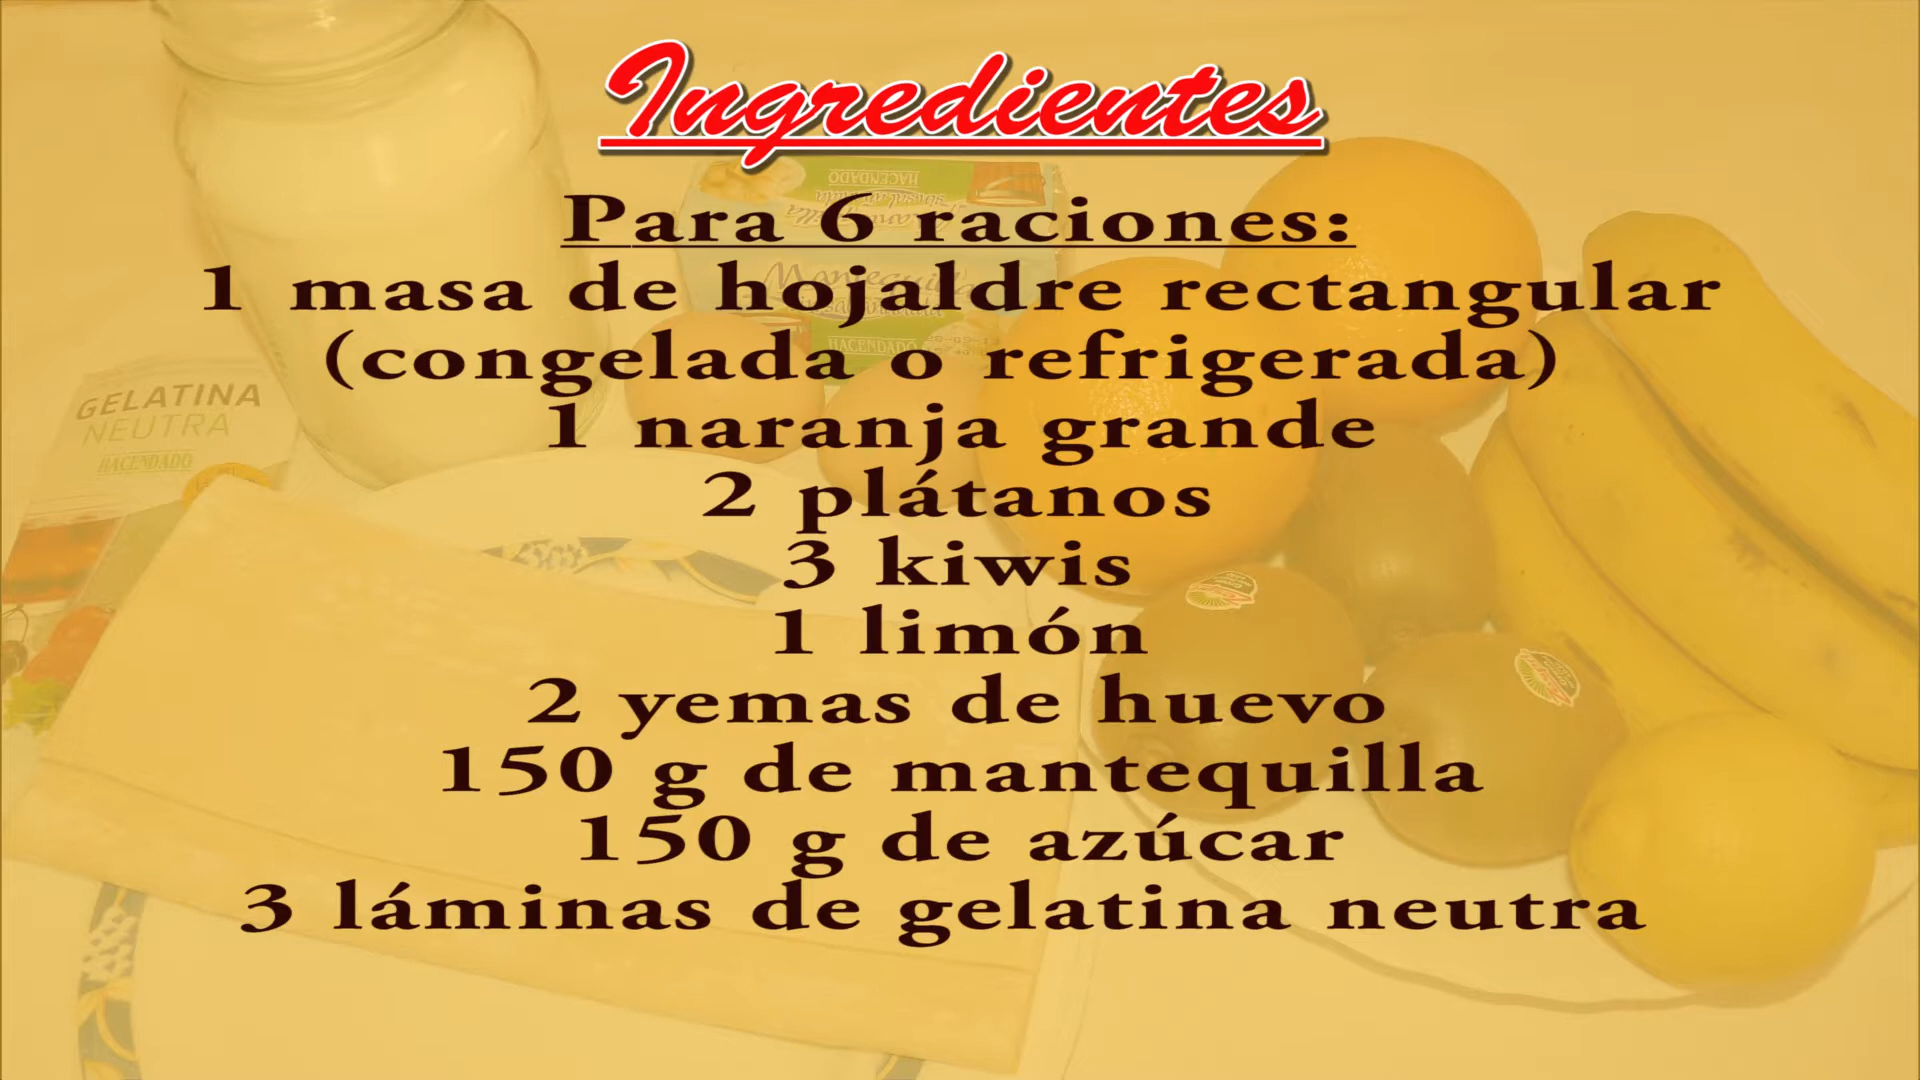 Ingredientes
Para 6 raciones:
1 masa de hojaldre rectangular
(congelada o refrigerada)
1 naranja grande
2 plátanos
3 kiwis
1 limón
2 yemas de huevo
150 g de mantequilla
150 g de azúcar
3 láminas de gelatina neutra
GELATINA
NEUTRA
HACENDADO
HACENDADO
Mantequilla
HACENDADO